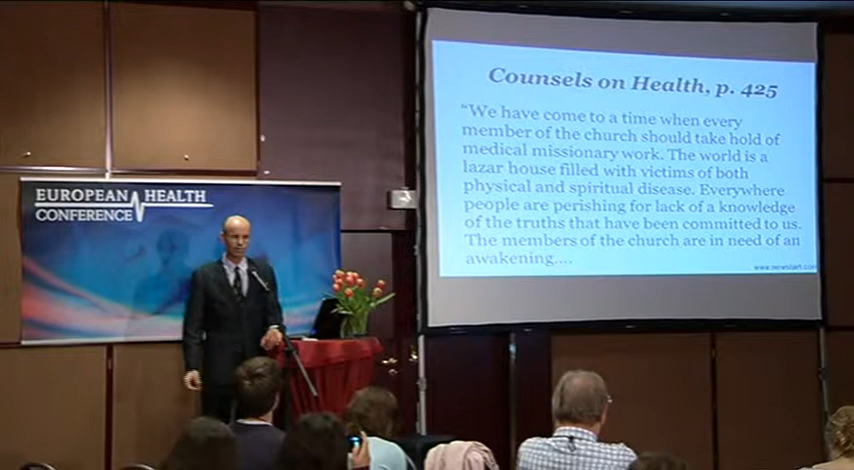 EUROPEAN HEALTH
CONFERENCE
Counsels on Health, p. 425
“We have come to a time when every
member of the church should take hold of
medical missionary work. The world is a
lazar house filled with victims of both
physical and spiritual disease. Everywhere
people are perishing for lack of a knowledge
of the truths that have been committed to us.
The members of the church are in need of an
awakening....
www.newstart.com